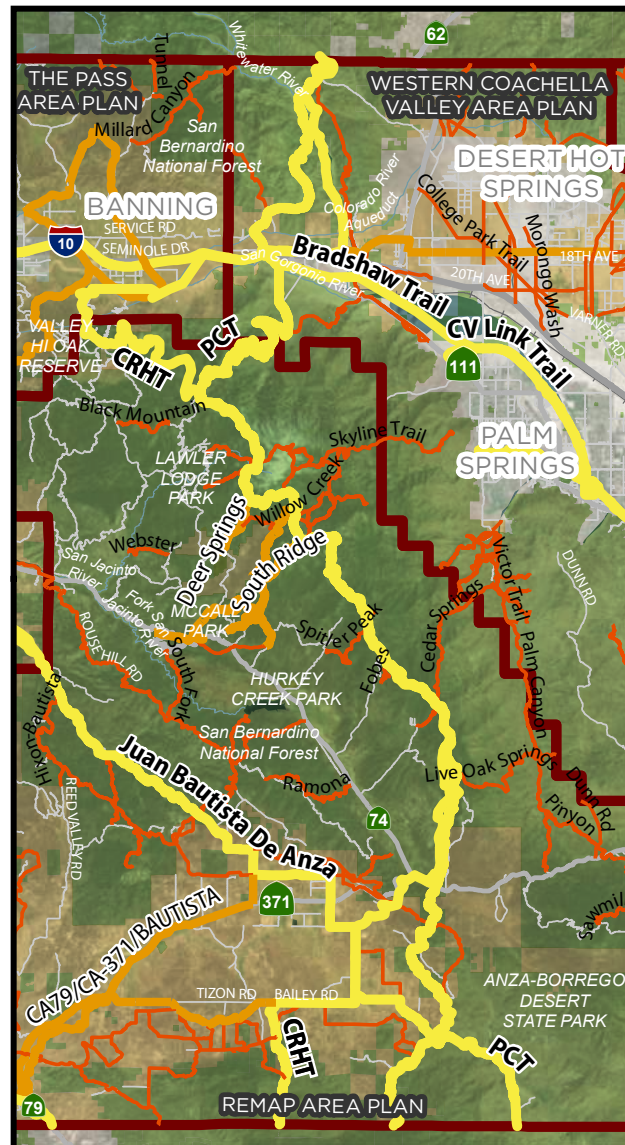 62
Whitewater River
THE PASS
AREA PLAN
Tunnel
Millard Canyon
WESTERN COACHELLA
VALLEY AREA PLAN
San
Bernardino
National Forest
DESERT HOT
SPRINGS
Colorado River
Aqueduct
College Park Trail
Morongo Wash
BANNING
SERVICE RD
10
SEMINOLE DR
18TH AVE
San Gorgonio River
Bradshaw Trail
20TH AVE
VARNER RD
CV Link Trail
111
VALLEY-
HI OAK
RESERVE
CRHT
PCT
Black Mountain
Skyline Trail
PALM
SPRINGS
LAWLER
LODGE
PARK
Willow Creek
Deer Springs
South Ridge
Webster
San Jacinto
River
Fork San
Jacinto River
MCCALL
PARK
ROUSE HILL RD
South Fork
Spitler Peak
Fobes
Cedar Springs
Victor Trail
Palm Canyon
DUNN RD
HURKEY
CREEK PARK
Hixon Bautista
San Bernardino
National Forest
Juan Bautista De Anza
Ramona
Live Oak Springs
Dunn Rd
Pinyon
REED VALLEY RD
74
371
CA79/CA-371/BAUTISTA
Sawmil
TIZON RD
BAILEY RD
ANZA-BORREGO
DESERT
STATE PARK
CRHT
PCT
79
REMAP AREA PLAN